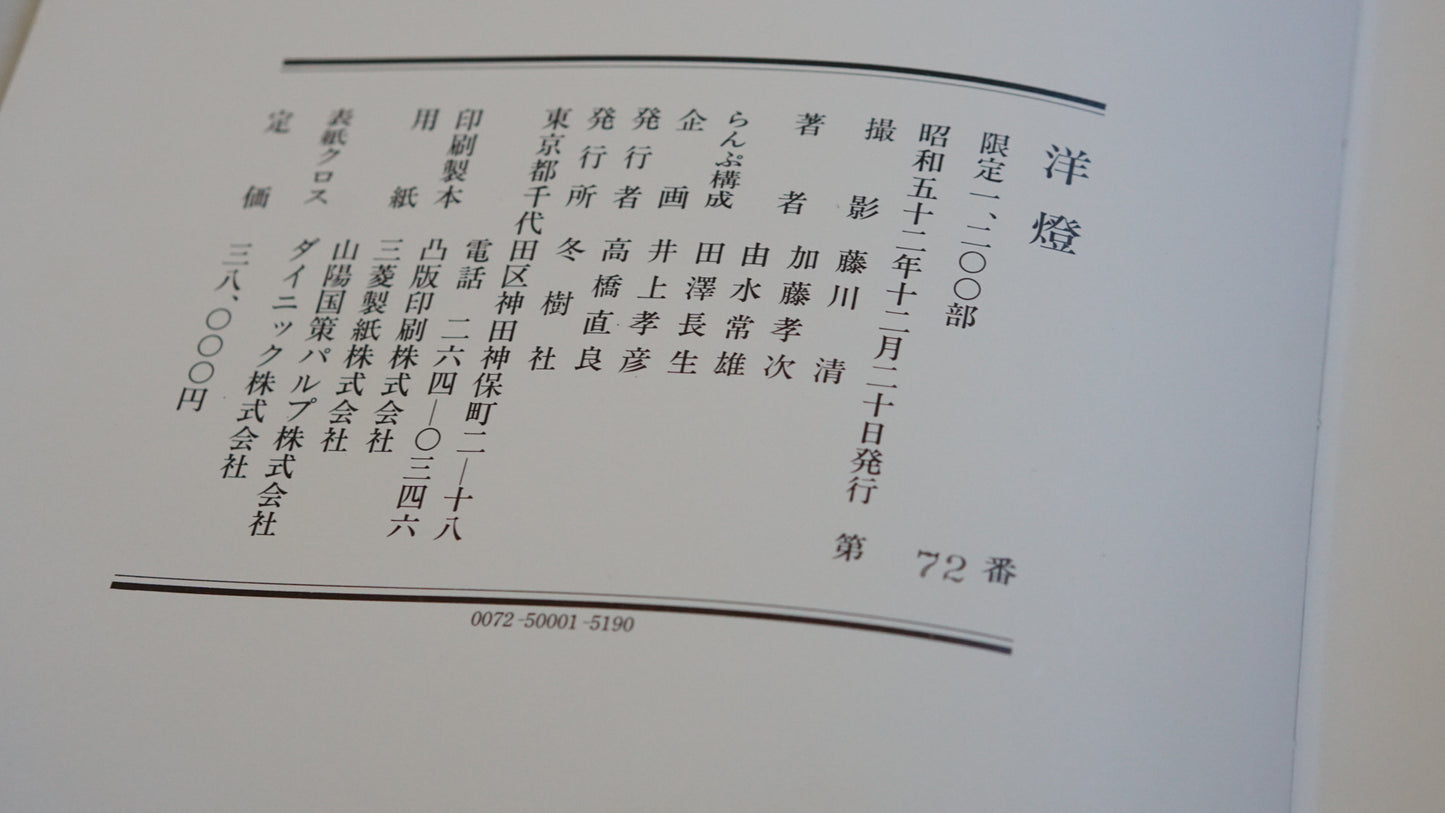 洋燈
限定一、二〇〇部
昭和五十二年十二月二十日発行
第 72 番
撮影 藤川清
著者 加藤孝次
由水常雄
らんぷ構成 田澤長生
企画 井上孝彦
発行者 高橋直良
発行所 冬樹社
東京都千代田区神田神保町二―十八
電話 二六四―〇三四六
印刷製本 凸版印刷株式会社
用紙 三菱製紙株式会社
山陽国策パルプ株式会社
表紙クロス ダイニック株式会社
定価 三八、〇〇〇円
0072-50001-5190